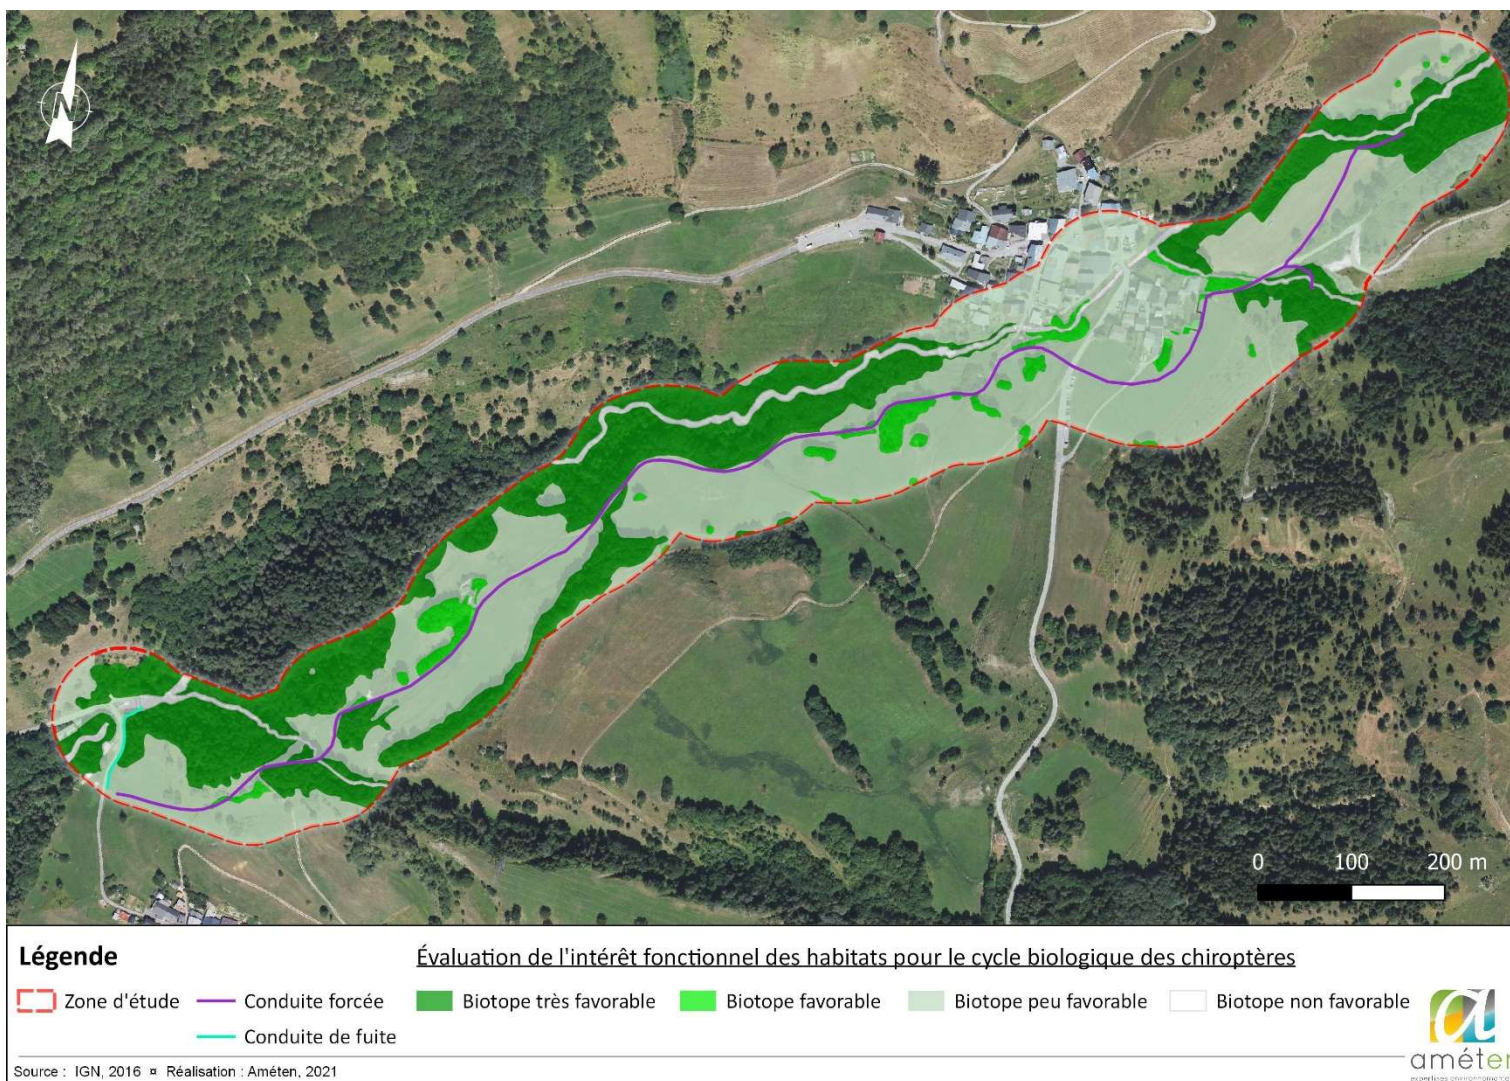 N
0 100 200 m
Légende
Évaluation de l'intérêt fonctionnel des habitats pour le cycle biologique des chiroptères
Zone d'étude Conduite forcée Biotope très favorable Biotope favorable Biotope peu favorable Biotope non favorable
Conduite de fuite
améten
expertises environnementales
Source : IGN, 2016 ¤ Réalisation : Améten, 2021